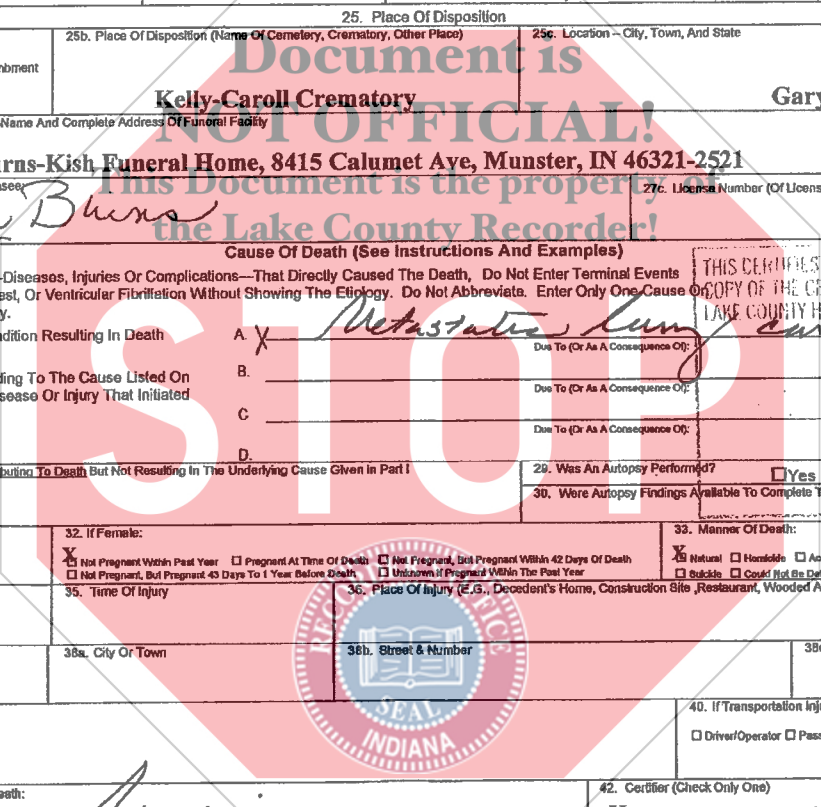 25. Place Of Disposition
25b. Place Of Disposition (Name Of Cemetery, Crematory, Other Place)
25c. Location – City, Town, And State
Document is
mbment
Kelly-Caroll Crematory
Gary
NOT OFFICIAL!
Name And Complete Address Of Funeral Facility
rns-Kish Funeral Home, 8415 Calumet Ave, Munster, IN 46321-2521
This Document is the property of
27c. License Number (Of Licens
nsee
Burns
the Lake County Recorder!
Cause Of Death (See Instructions And Examples)
-Diseases, Injuries Or Complications—That Directly Caused The Death, Do Not Enter Terminal Events
THIS CERTIFIES
est, Or Ventricular Fibrillation Without Showing The Etiology. Do Not Abbreviate. Enter Only One Cause On
COPY OF THE CE
y.
LAKE COUNTY H
ndition Resulting In Death
A. X Metastatic lung can
Due To (Or As A Consequence Of):
ding To The Cause Listed On
B.
Due To (Or As A Consequence Of):
sease Or Injury That Initiated
C
Due To (Or As A Consequence Of):
D.
STOP
buting To Death But Not Resulting In The Underlying Cause Given In Part I
29. Was An Autopsy Performed?
Yes
30. Were Autopsy Findings Available To Complete T
32. If Female:
33. Manner Of Death:
X Not Pregnant Within Past Year Pregnant At Time Of Death Not Pregnant, But Pregnant Within 42 Days Of Death
X Natural Homicide Ac
Not Pregnant, But Pregnant 43 Days To 1 Year Before Death Unknown If Pregnant Within The Past Year
Suicide Could Not Be Det
35. Time Of Injury
36. Place Of Injury (E.G., Decedent's Home, Construction Site ,Restaurant, Wooded A
38a. City Or Town
38b. Street & Number
38c
SEAL
INDIANA
40. If Transportation Inju
Driver/Operator Pass
eath:
42. Certifier (Check Only One)